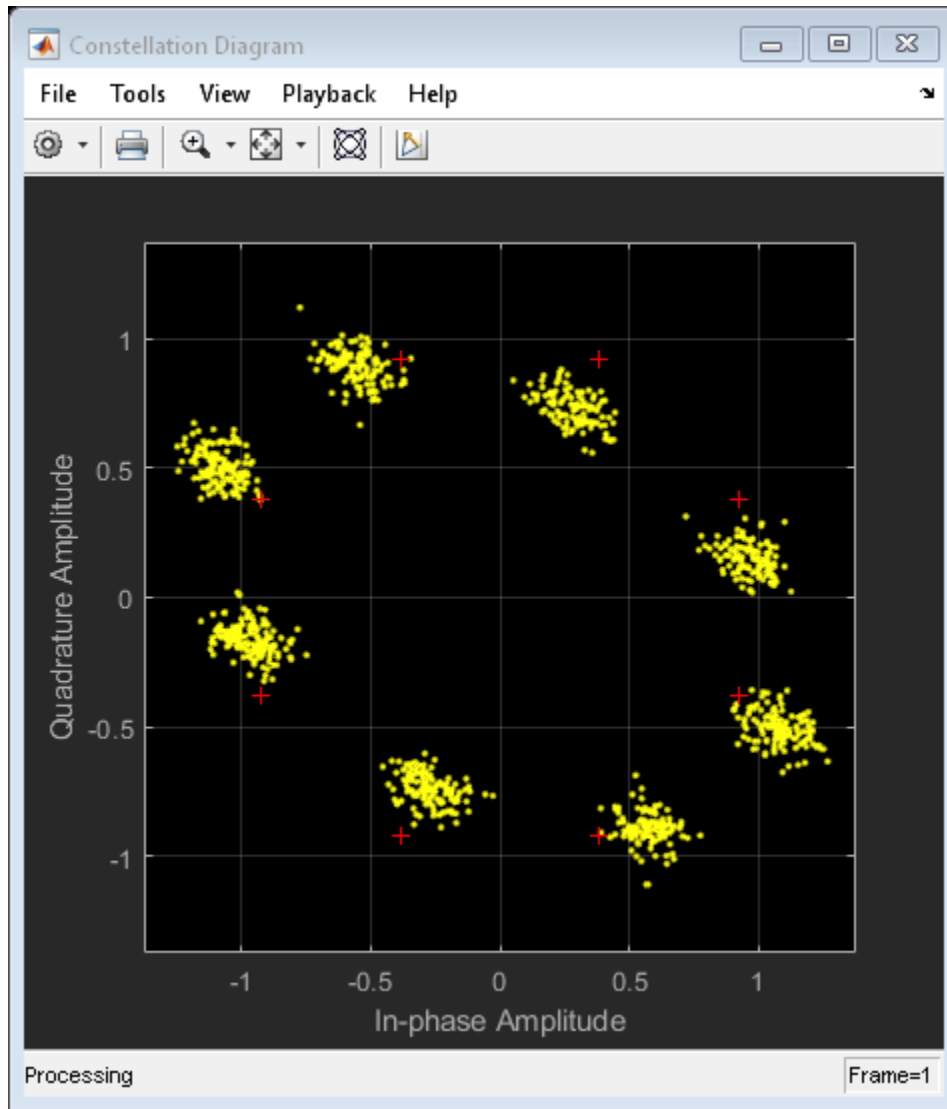 Constellation Diagram
File Tools View Playback Help
Quadrature Amplitude
1
0.5
0
-0.5
-1
-1 -0.5 0 0.5 1
In-phase Amplitude
Processing Frame=1